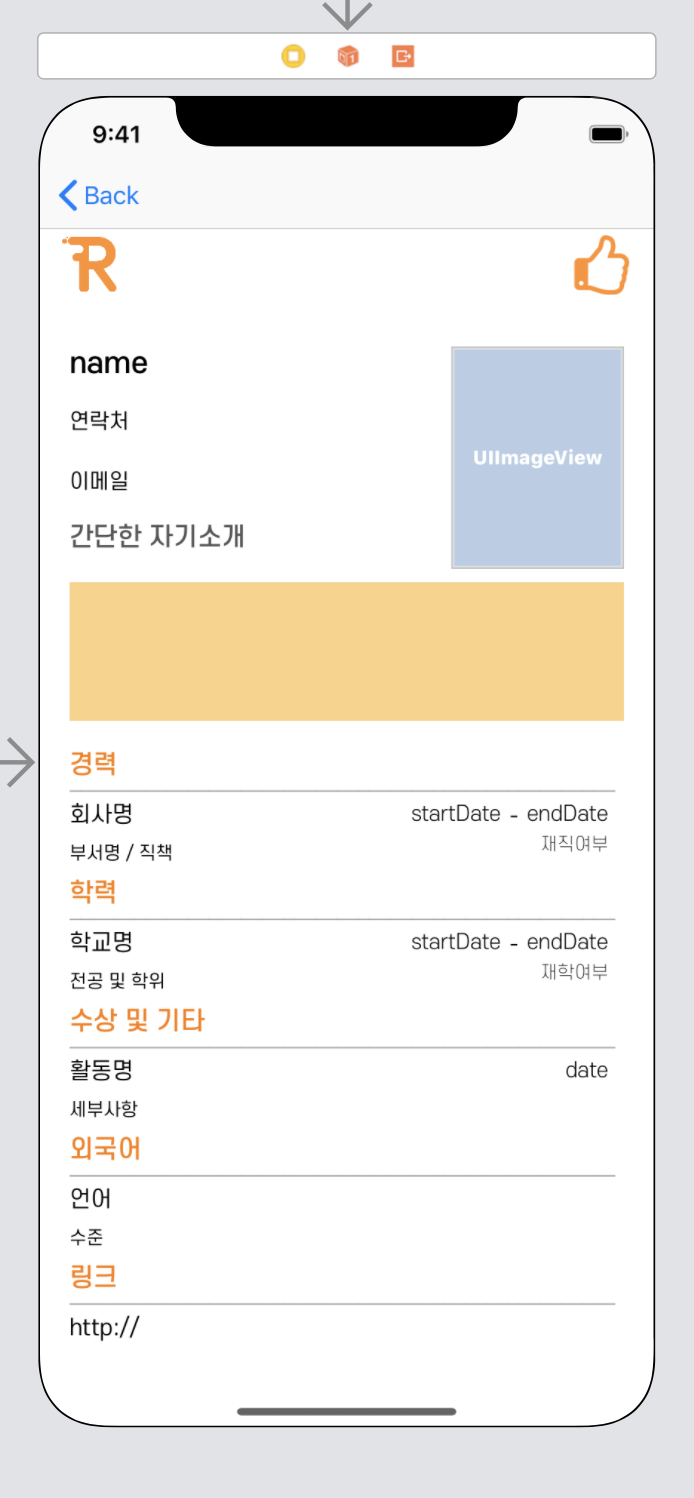 9:41
Back
R
name
연락처
이메일
UIImageView
간단한 자기소개
경력
회사명 startDate - endDate
부서명 / 직책 재직여부
학력
학교명 startDate - endDate
전공 및 학위 재학여부
수상 및 기타
활동명 date
세부사항
외국어
언어
수준
링크
http://